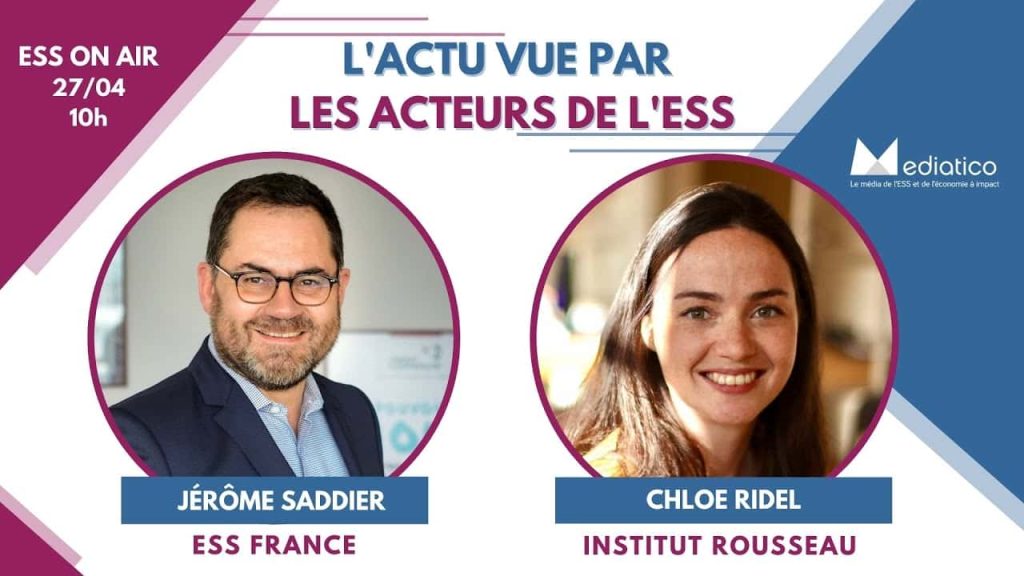 ESS ON AIR
27/04
10h
L'ACTU VUE PAR
LES ACTEURS DE L'ESS
Mediatico
Le média de l'ESS et de l'économie à impact
JÉRÔME SADDIER
ESS FRANCE
CHLOE RIDEL
INSTITUT ROUSSEAU